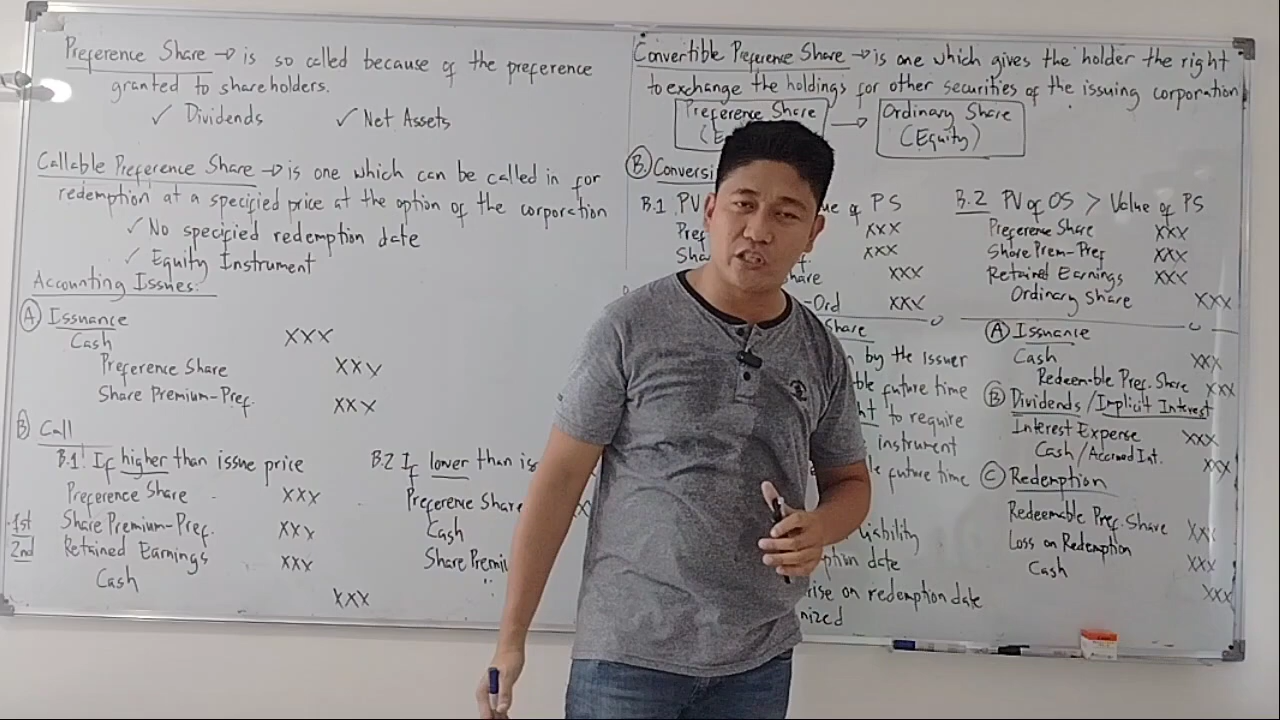 Preference Share → is so called because of the preference
granted to shareholders.
✓ Dividends ✓ Net Assets
Callable Preference Share → is one which can be called in for
redemption at a specified price at the option of the corporation
✓ No specified redemption date
✓ Equity Instrument
Accounting Issues:
A Issuance
Cash XXX
Preference Share XXX
Share Premium-Pref. XXX
B Call
B.1 If higher than issue price
Preference Share XXX
1st Share Premium-Pref. XXX
2nd Retained Earnings XXX
Cash
XXX
B.2 If lower than
Preference Share
Cash
Share
Convertible Preference Share → is one which gives the holder the right
to exchange the holdings for other securities of the issuing corporation
Preference Share → Ordinary Share
(Equity)
B
B.1 PV of PS
XXX
XXX
XXX
-Ord XXX
B.2 PV of OS > Value of PS
Preference Share XXX
Share Prem-Pref XXX
Retained Earnings XXX
Ordinary Share XXX
Share
by the issuer
future time
to require
instrument
future time
date
on redemption date
A Issuance
Cash XXX
Redeemable Pref. Share XXX
B Dividends/Implicit Interest
Interest Expense XXX
Cash/Accrued Int. XXX
C Redemption
Redeemable Pref. Share XXX
Loss on Redemption XXX
Cash XXX